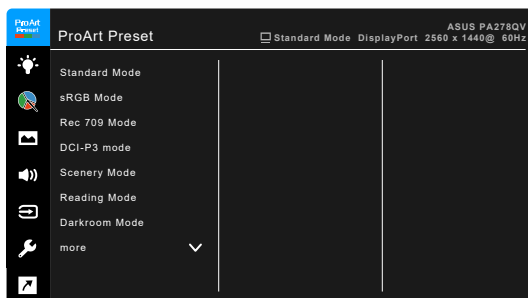 ProArt
Preset
ProArt Preset
ASUS PA278QV
Standard Mode DisplayPort 2560 x 1440@ 60Hz
Standard Mode
sRGB Mode
Rec 709 Mode
DCI-P3 mode
Scenery Mode
Reading Mode
Darkroom Mode
more